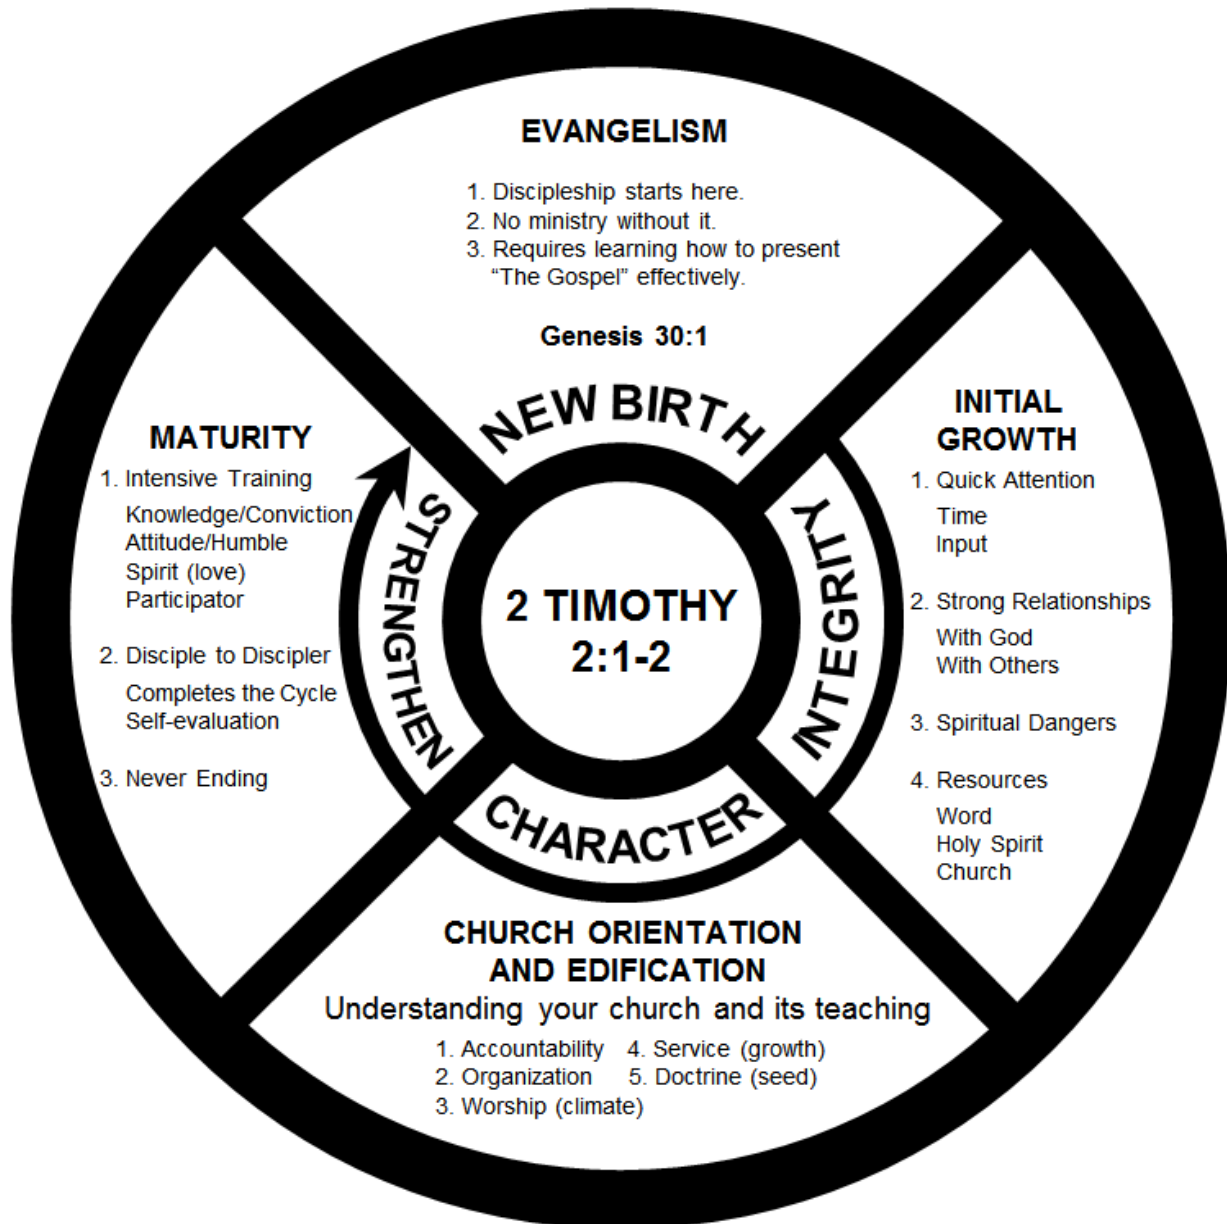 EVANGELISM
1. Discipleship starts here.
2. No ministry without it.
3. Requires learning how to present
“The Gospel” effectively.
Genesis 30:1
NEW BIRTH
INITIAL
GROWTH
1. Quick Attention
Time
Input
2. Strong Relationships
With God
With Others
3. Spiritual Dangers
4. Resources
Word
Holy Spirit
Church
INTEGRITY
CHARACTER
CHURCH ORIENTATION
AND EDIFICATION
Understanding your church and its teaching
1. Accountability 4. Service (growth)
2. Organization 5. Doctrine (seed)
3. Worship (climate)
MATURITY
1. Intensive Training
Knowledge/Conviction
Attitude/Humble
Spirit (love)
Participator
2. Disciple to Discipler
Completes the Cycle
Self-evaluation
3. Never Ending
STRENGTHEN
2 TIMOTHY
2:1-2